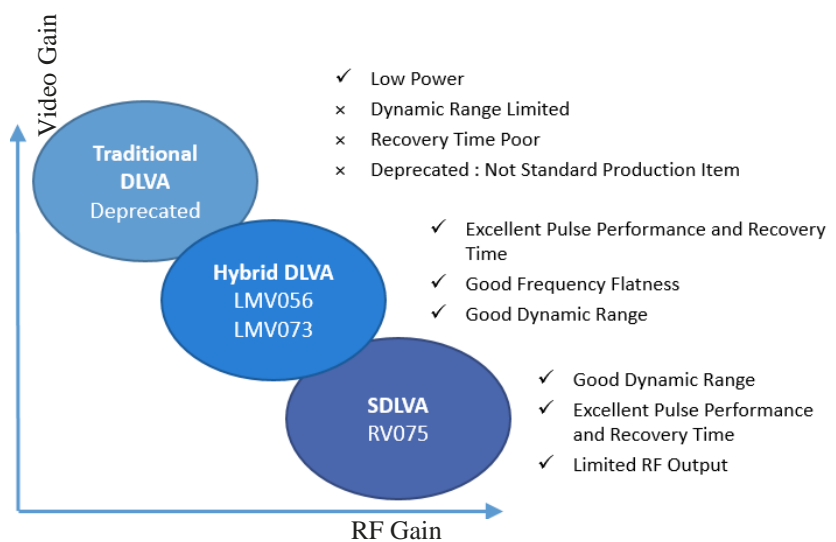 Video Gain
✓ Low Power
× Dynamic Range Limited
× Recovery Time Poor
× Deprecated : Not Standard Production Item
Traditional
DLVA
Deprecated
✓ Excellent Pulse Performance and Recovery
Time
✓ Good Frequency Flatness
✓ Good Dynamic Range
Hybrid DLVA
LMV056
LMV073
✓ Good Dynamic Range
✓ Excellent Pulse Performance
and Recovery Time
✓ Limited RF Output
SDLVA
RV075
RF Gain